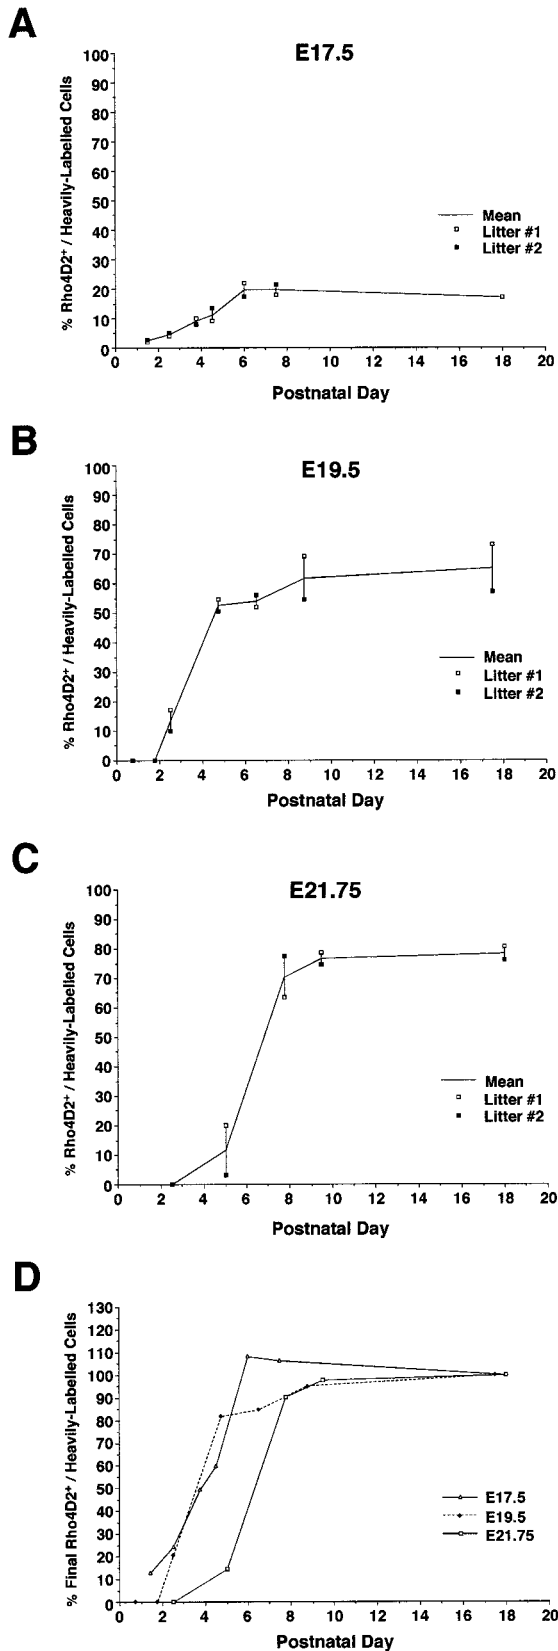 A
E17.5
% Rho4D2⁺ / Heavily-Labelled Cells
100
90
80
70
60
50
40
30
20
10
0
Mean
Litter #1
Litter #2
0 2 4 6 8 10 12 14 16 18 20
Postnatal Day
B
E19.5
% Rho4D2⁺ / Heavily-Labelled Cells
100
90
80
70
60
50
40
30
20
10
0
Mean
Litter #1
Litter #2
0 2 4 6 8 10 12 14 16 18 20
Postnatal Day
C
E21.75
% Rho4D2⁺ / Heavily-Labelled Cells
100
90
80
70
60
50
40
30
20
10
0
Mean
Litter #1
Litter #2
0 2 4 6 8 10 12 14 16 18 20
Postnatal Day
D
% Final Rho4D2⁺ / Heavily-Labelled Cells
130
120
110
100
90
80
70
60
50
40
30
20
10
0
E17.5
E19.5
E21.75
0 2 4 6 8 10 12 14 16 18 20
Postnatal Day